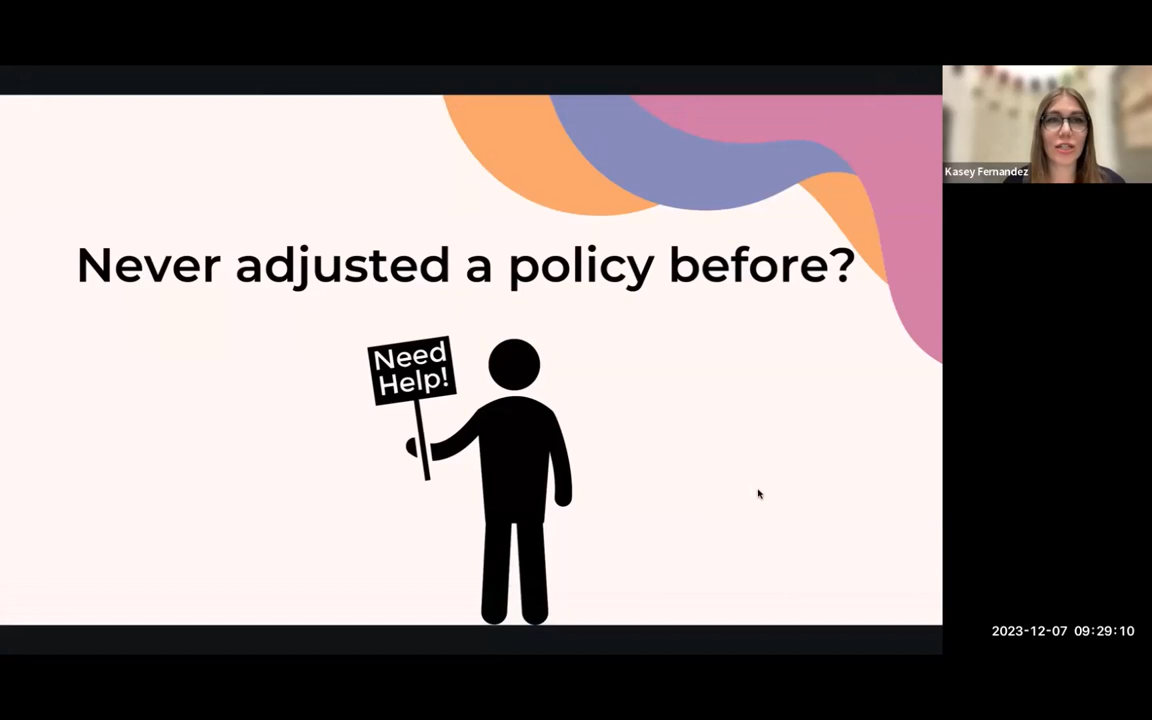 Never adjusted a policy before?
Need
Help!
Kasey Fernandez
2023-12-07 09:29:10